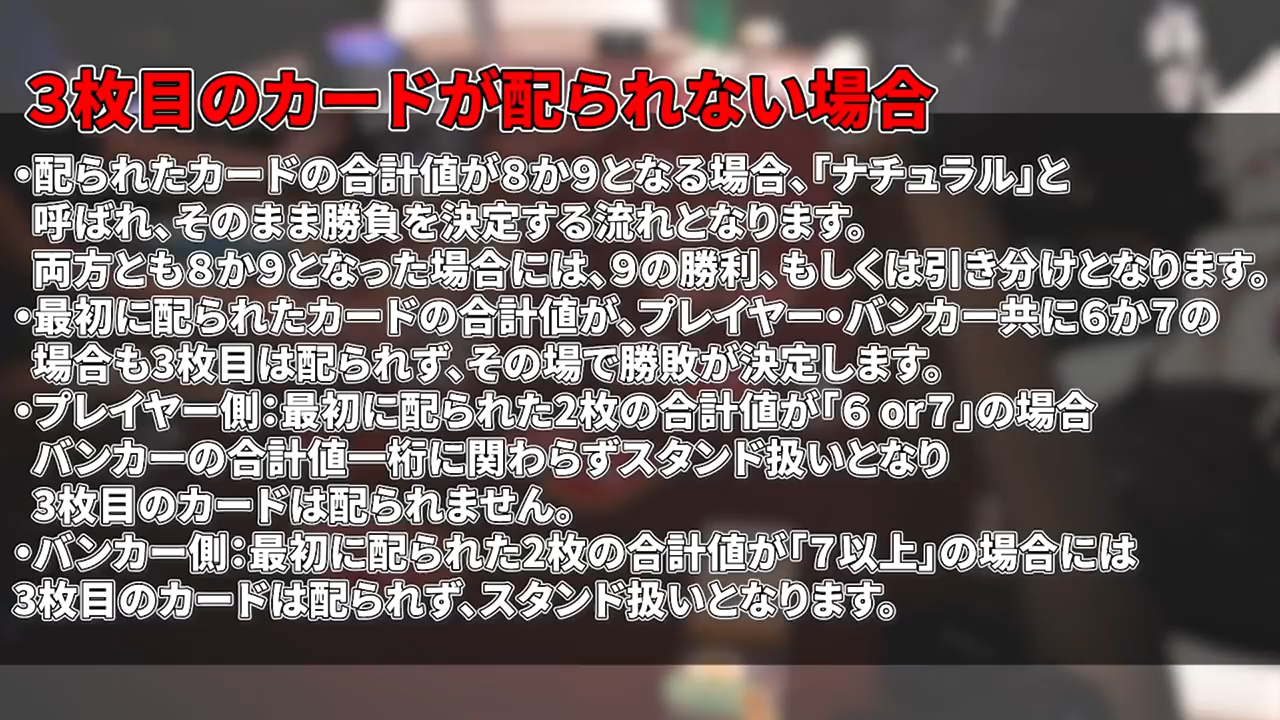 3枚目のカードが配られない場合
・配られたカードの合計値が8か9となる場合、「ナチュラル」と
呼ばれ、そのまま勝負を決定する流れとなります。
両方とも8か9となった場合には、9の勝利、もしくは引き分けとなります。
・最初に配られたカードの合計値が、プレイヤー・バンカー共に6か7の
場合も3枚目は配られず、その場で勝敗が決定します。
・プレイヤー側：最初に配られた2枚の合計値が「6 or7」の場合
バンカーの合計値一桁に関わらずスタンド扱いとなり
3枚目のカードは配られません。
・バンカー側：最初に配られた2枚の合計値が「7以上」の場合には
3枚目のカードは配られず、スタンド扱いとなります。